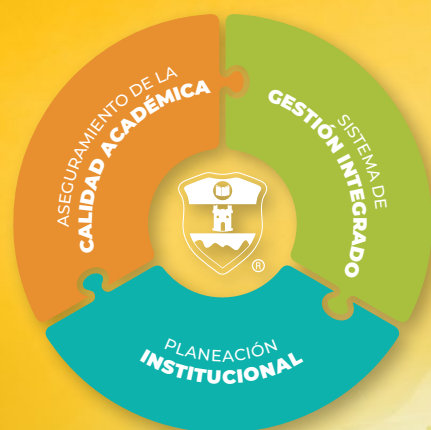 ASEGURAMIENTO DE LA
CALIDAD ACADÉMICA
SISTEMA DE
GESTIÓN INTEGRADO
PLANEACIÓN
INSTITUCIONAL
®